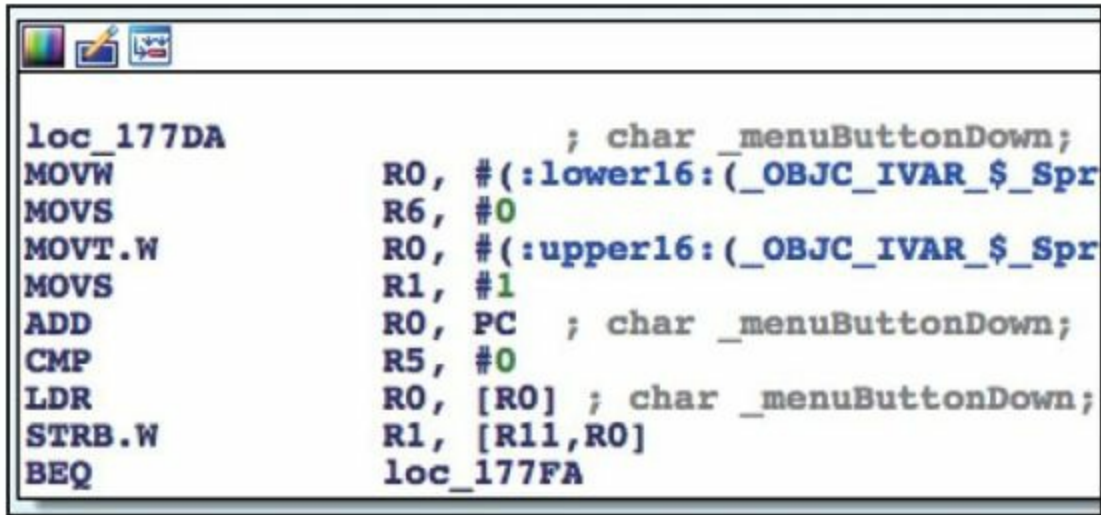 loc_177DA ; char _menuButtonDown;
MOVW R0, #(:lower16:(_OBJC_IVAR_$_Spr
MOVS R6, #0
MOVT.W R0, #(:upper16:(_OBJC_IVAR_$_Spr
MOVS R1, #1
ADD R0, PC ; char _menuButtonDown;
CMP R5, #0
LDR R0, [R0] ; char _menuButtonDown;
STRB.W R1, [R11,R0]
BEQ loc_177FA